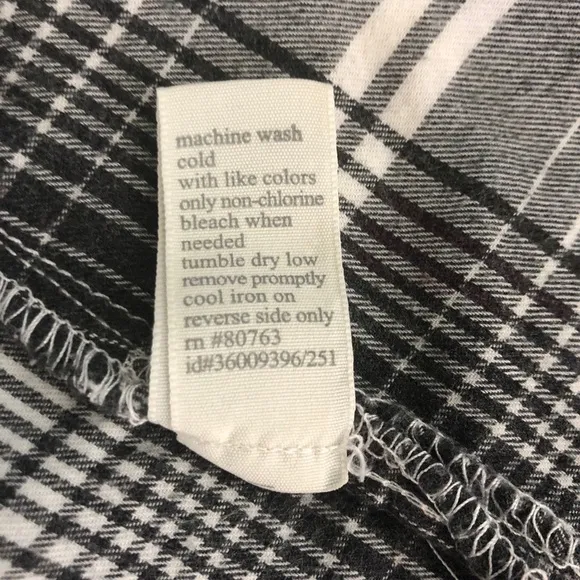 machine wash
cold
with like colors
only non-chlorine
bleach when
needed
tumble dry low
remove promptly
cool iron on
reverse side only
rn #80763
id#36009396/251